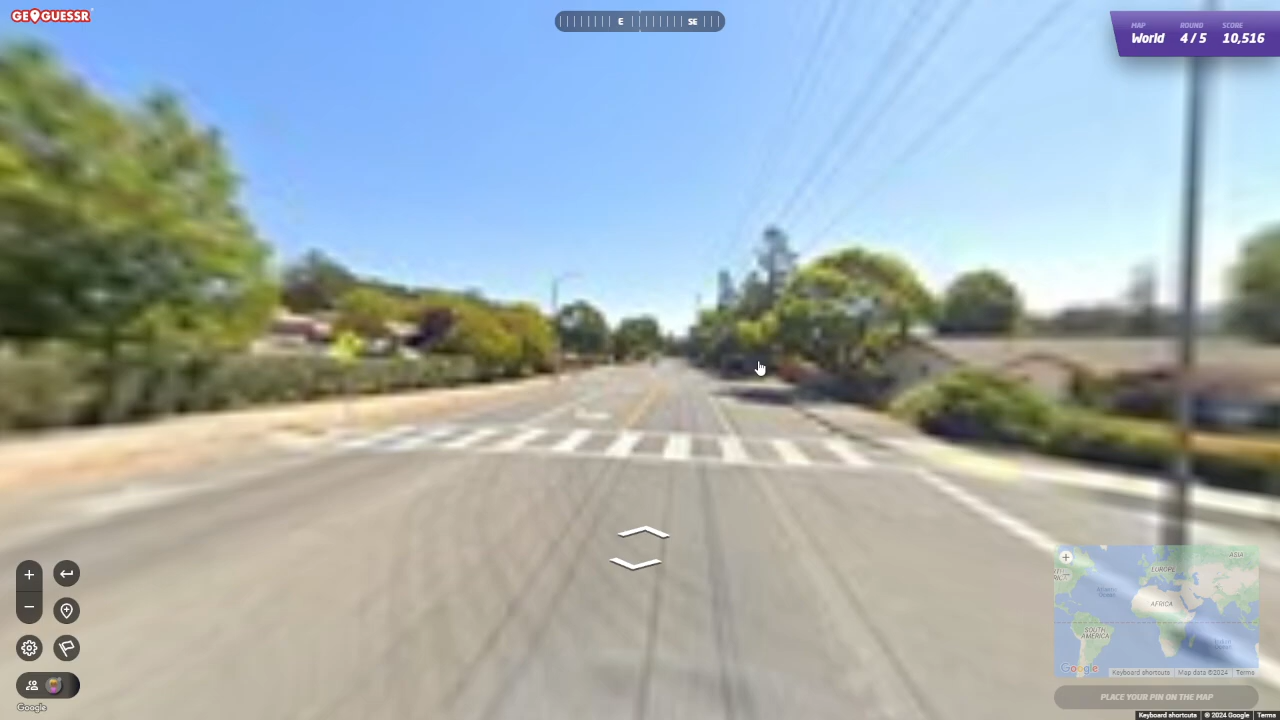 GEOGUESSR
E SE
MAP ROUND SCORE
World 4 / 5 10,516
ASIA
EUROPE
AFRICA
SOUTH
AMERICA
Google
Keyboard shortcuts Map data ©2024 Terms
PLACE YOUR PIN ON THE MAP
Google
Keyboard shortcuts © 2024 Google Terms